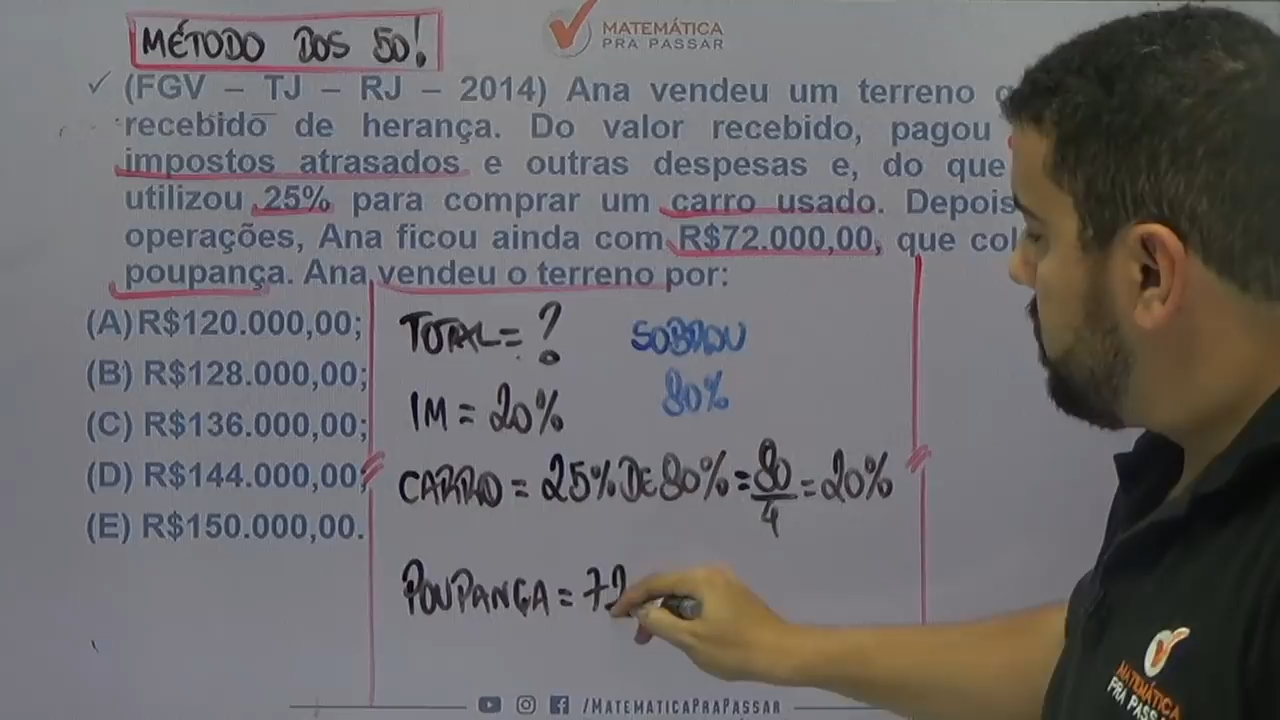 MÉTODO DOS 50!
MATEMÁTICA
PRA PASSAR
(FGV – TJ – RJ – 2014) Ana vendeu um terreno
recebido de herança. Do valor recebido, pagou
impostos atrasados e outras despesas e, do que
utilizou 25% para comprar um carro usado. Depois
operações, Ana ficou ainda com R$72.000,00, que
poupança. Ana vendeu o terreno por:
(A) R$120.000,00;
(B) R$128.000,00;
(C) R$136.000,00;
(D) R$144.000,00;
(E) R$150.000,00.
TOTAL = ?
SOBROU
IM = 20%
80%
CARRO = 25% DE 80% = 80/4 = 20%
POUPANÇA = 72
/MATEMATICAPRAPASSAR
MATEMÁTICA
PRA PASSAR